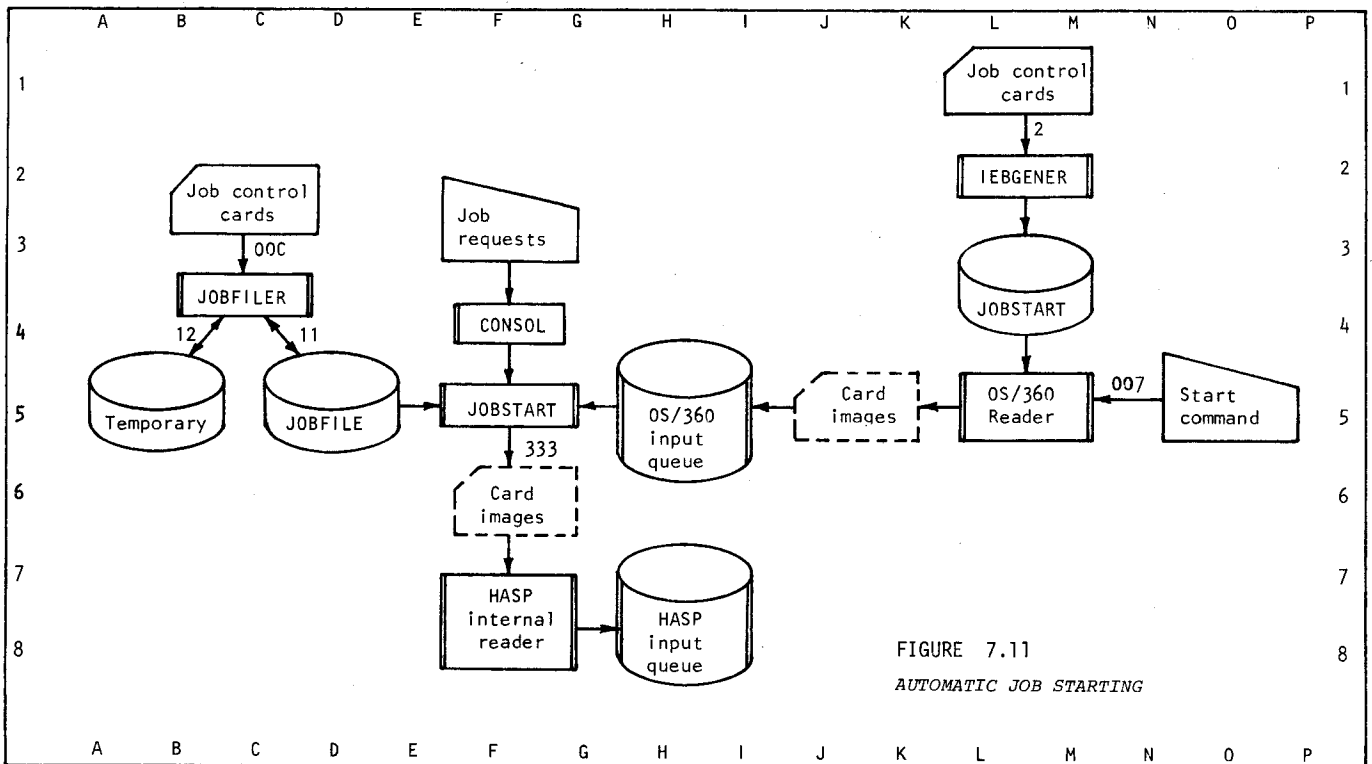 A B C D E F G H I J K L M N O P
1
1
Job control
cards
2
2
2
Job control
cards
Job
requests
IEBGENER
3
3
00C
JOBFILER
CONSOL
JOBSTART
4
4
12
11
Temporary
JOBFILE
JOBSTART
OS/360
input
queue
Card
images
OS/360
Reader
007
Start
command
5
5
333
Card
images
6
6
7
7
HASP
internal
reader
HASP
input
queue
8
8
FIGURE 7.11
AUTOMATIC JOB STARTING
A B C D E F G H I J K L M N O P